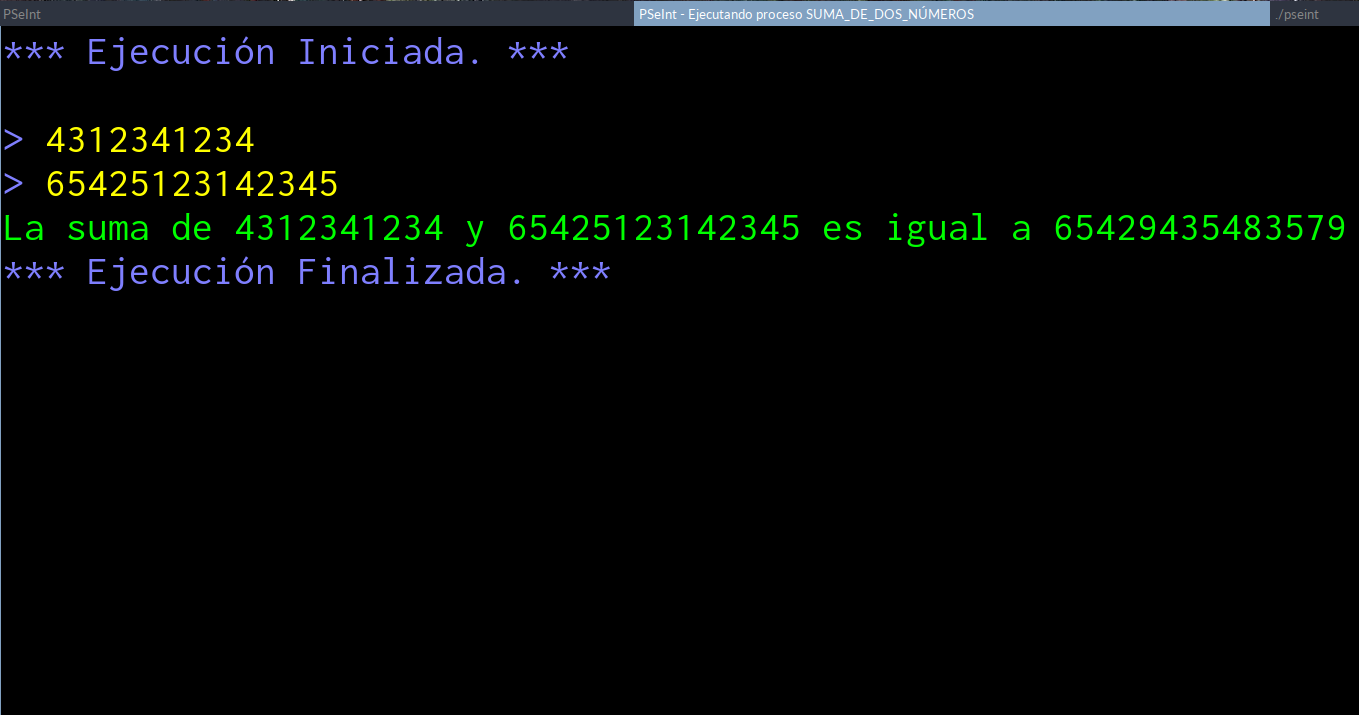 PSeInt
PSeInt - Ejecutando proceso SUMA_DE_DOS_NÚMEROS
./pseint
*** Ejecución Iniciada. ***
> 4312341234
> 65425123142345
La suma de 4312341234 y 65425123142345 es igual a 65429435483579
*** Ejecución Finalizada. ***